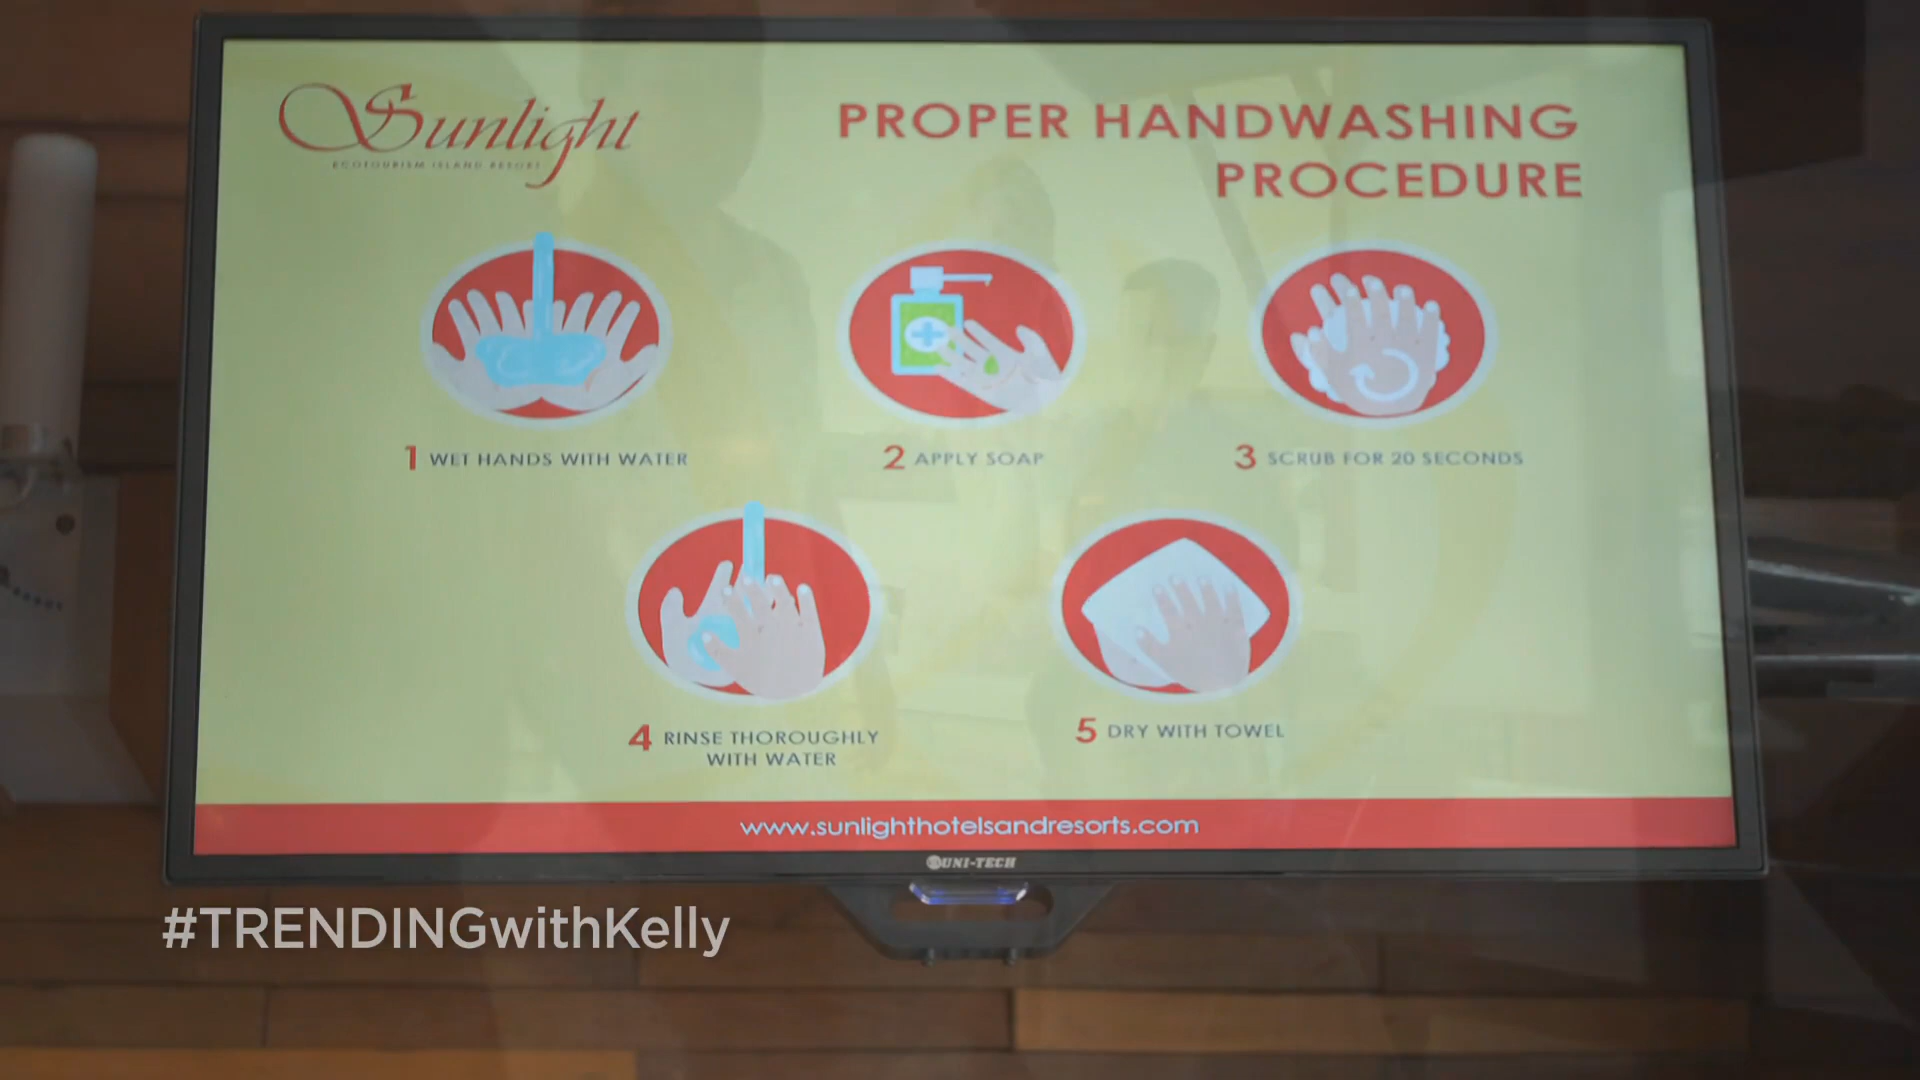 Sunlight
ECOTOURISM ISLAND RESORT
PROPER HANDWASHING
PROCEDURE
1 WET HANDS WITH WATER
2 APPLY SOAP
3 SCRUB FOR 20 SECONDS
4 RINSE THOROUGHLY
WITH WATER
5 DRY WITH TOWEL
www.sunlighthotelsandresorts.com
UNI-TECH
#TRENDINGwithKelly